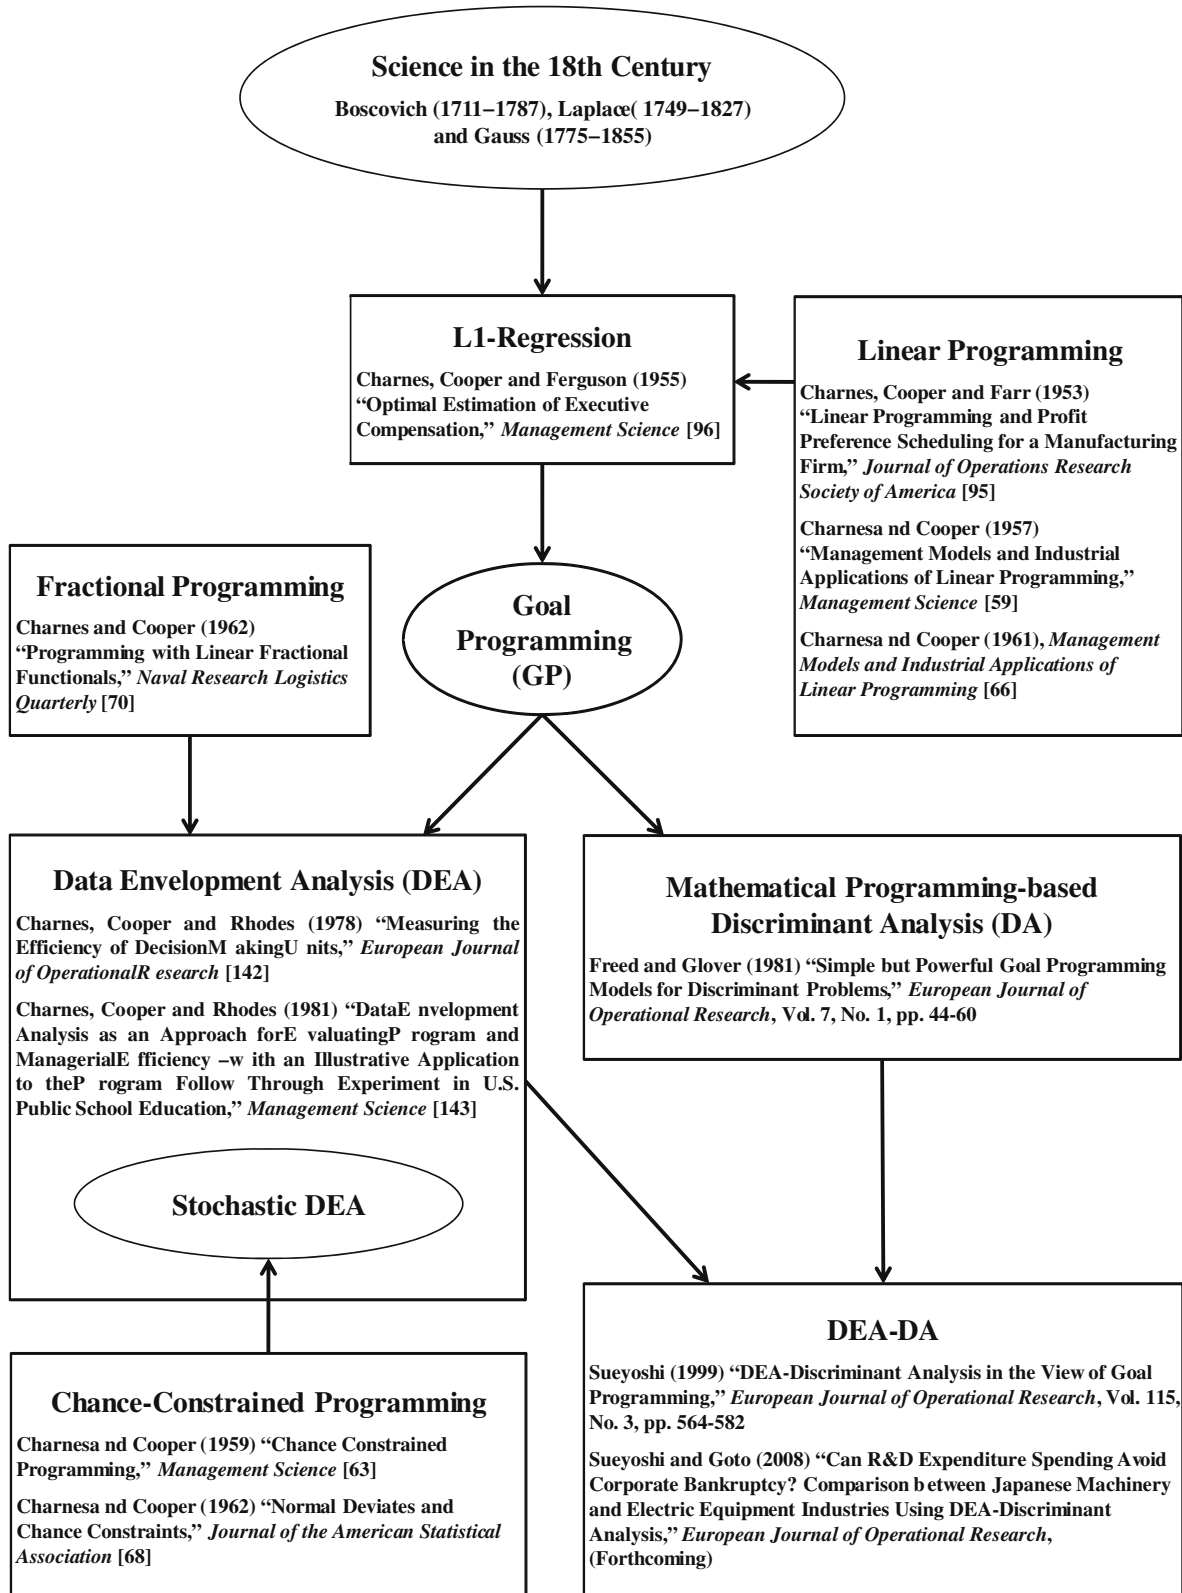 Science in the 18th Century
Boscovich (1711–1787), Laplace( 1749–1827)
and Gauss (1775–1855)
L1-Regression
Charnes, Cooper and Ferguson (1955)
“Optimal Estimation of Executive
Compensation,” Management Science [96]
Linear Programming
Charnes, Cooper and Farr (1953)
“Linear Programming and Profit
Preference Scheduling for a Manufacturing
Firm,” Journal of Operations Research
Society of America [95]
Charnesa nd Cooper (1957)
“Management Models and Industrial
Applications of Linear Programming,”
Management Science [59]
Charnesa nd Cooper (1961), Management
Models and Industrial Applications of
Linear Programming [66]
Fractional Programming
Charnes and Cooper (1962)
“Programming with Linear Fractional
Functionals,” Naval Research Logistics
Quarterly [70]
Goal
Programming
(GP)
Data Envelopment Analysis (DEA)
Charnes, Cooper and Rhodes (1978) “Measuring the
Efficiency of DecisionM akingU nits,” European Journal
of OperationalR esearch [142]
Charnes, Cooper and Rhodes (1981) “DataE nvelopment
Analysis as an Approach forE valuatingP rogram and
ManagerialE fficiency –w ith an Illustrative Application
to theP rogram Follow Through Experiment in U.S.
Public School Education,” Management Science [143]
Stochastic DEA
Mathematical Programming-based
Discriminant Analysis (DA)
Freed and Glover (1981) “Simple but Powerful Goal Programming
Models for Discriminant Problems,” European Journal of
Operational Research, Vol. 7, No. 1, pp. 44-60
Chance-Constrained Programming
Charnesa nd Cooper (1959) “Chance Constrained
Programming,” Management Science [63]
Charnesa nd Cooper (1962) “Normal Deviates and
Chance Constraints,” Journal of the American Statistical
Association [68]
DEA-DA
Sueyoshi (1999) “DEA-Discriminant Analysis in the View of Goal
Programming,” European Journal of Operational Research, Vol. 115,
No. 3, pp. 564-582
Sueyoshi and Goto (2008) “Can R&D Expenditure Spending Avoid
Corporate Bankruptcy? Comparison between Japanese Machinery
and Electric Equipment Industries Using DEA-Discriminant
Analysis,” European Journal of Operational Research,
(Forthcoming)